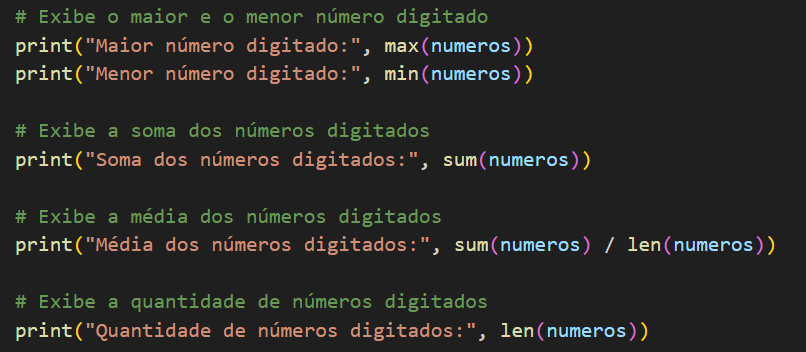 # Exibe o maior e o menor número digitado
print("Maior número digitado:", max(numeros))
print("Menor número digitado:", min(numeros))
# Exibe a soma dos números digitados
print("Soma dos números digitados:", sum(numeros))
# Exibe a média dos números digitados
print("Média dos números digitados:", sum(numeros) / len(numeros))
# Exibe a quantidade de números digitados
print("Quantidade de números digitados:", len(numeros))